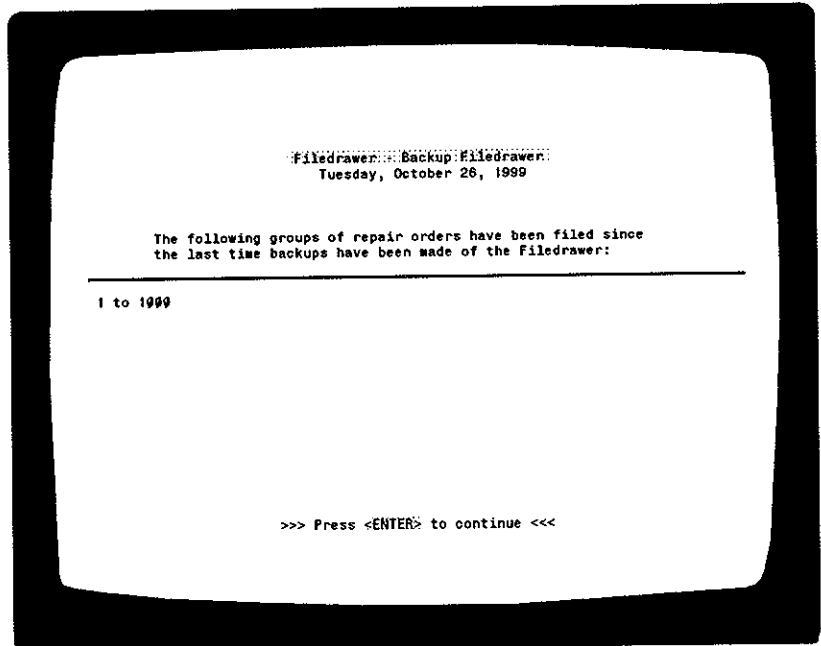 Filedrawer - Backup Filedrawer
Tuesday, October 26, 1999
The following groups of repair orders have been filed since
the last time backups have been made of the Filedrawer:
1 to 1999
>>> Press <ENTER> to continue <<<